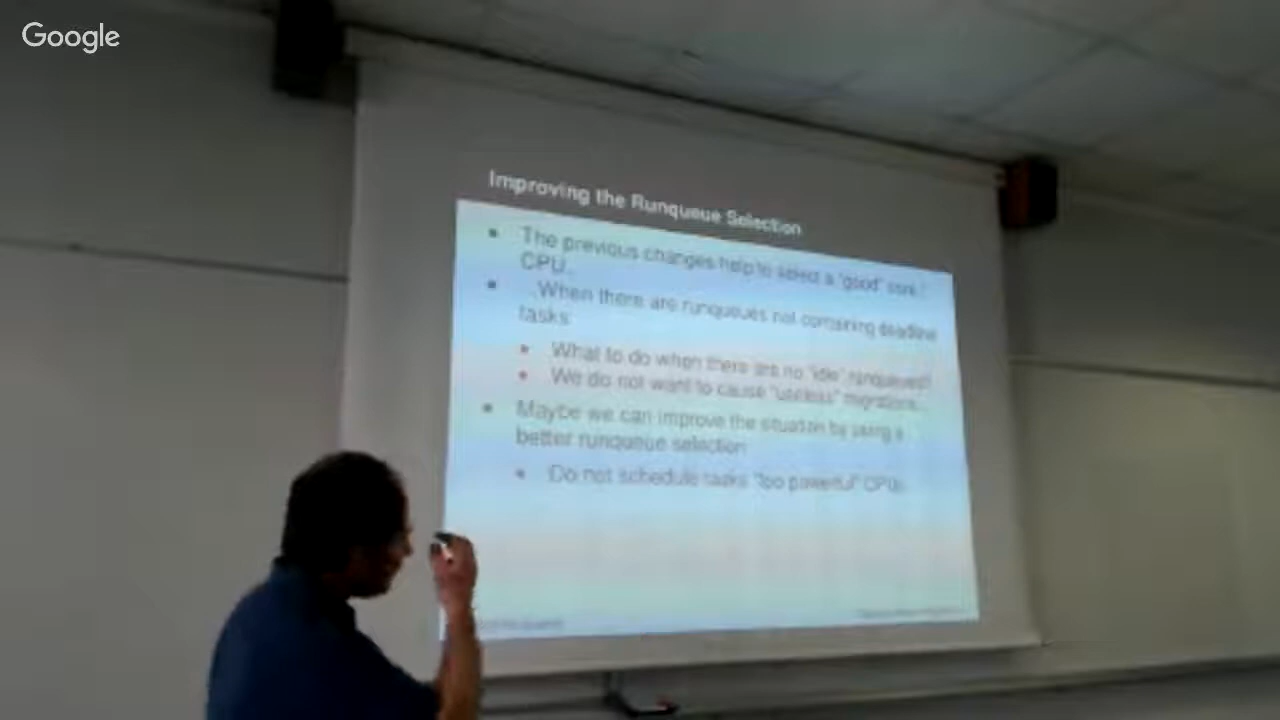 Google
Improving the Runqueue Selection
The previous changes help to select a "good" core /
CPU..
..When there are runqueues not containing deadline
tasks
What to do when there are no "idle" runqueues?
We do not want to cause "useless" migrations...
Maybe we can improve the situation by using a
better runqueue selection
Do not schedule tasks "too powerful" CPUs